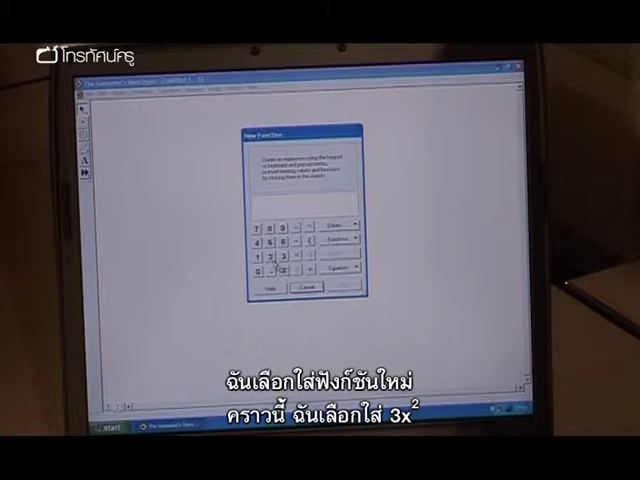 โทรทัศน์ครู
New Function
Create an expression using the keypad
or keyboard and pop-up menus,
or insert existing values and functions
by clicking them in the sketch.
7 8 9 + ^ Values
4 5 6 - ( Functions
1 2 3
0 . x Equation
Help Cancel
start
ฉันเลือกใส่ฟังก์ชันใหม่
คราวนี้ ฉันเลือกใส่ 3x²